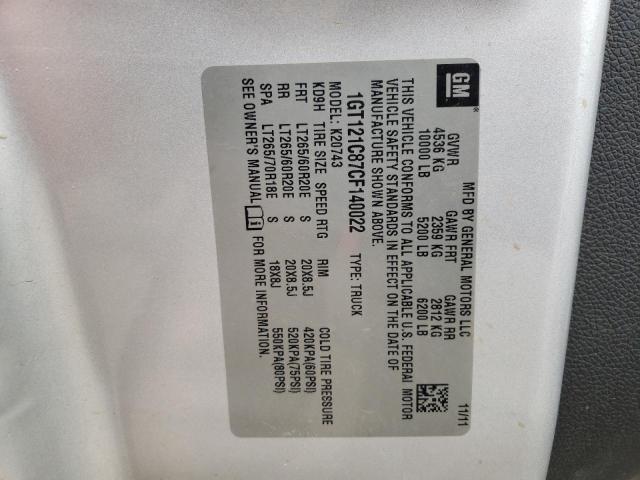 GM
MFD BY GENERAL MOTORS LLC 11/11
GVWR GAWR FRT GAWR RR
4536 KG 2359 KG 2812 KG
10000 LB 5200 LB 6200 LB
THIS VEHICLE CONFORMS TO ALL APPLICABLE U.S. FEDERAL MOTOR
VEHICLE SAFETY STANDARDS IN EFFECT ON THE DATE OF
MANUFACTURE SHOWN ABOVE.
1GT121C87CF140022 TYPE: TRUCK
MODEL: K20743
KD9H TIRE SIZE SPEED RTG RIM COLD TIRE PRESSURE
FRT LT265/60R20E S 20X8.5J 420KPA(60PSI)
RR LT265/60R20E S 20X8.5J 520KPA(75PSI)
SPA LT265/70R18E S 18X8J 550KPA(80PSI)
SEE OWNER'S MANUAL i FOR MORE INFORMATION.